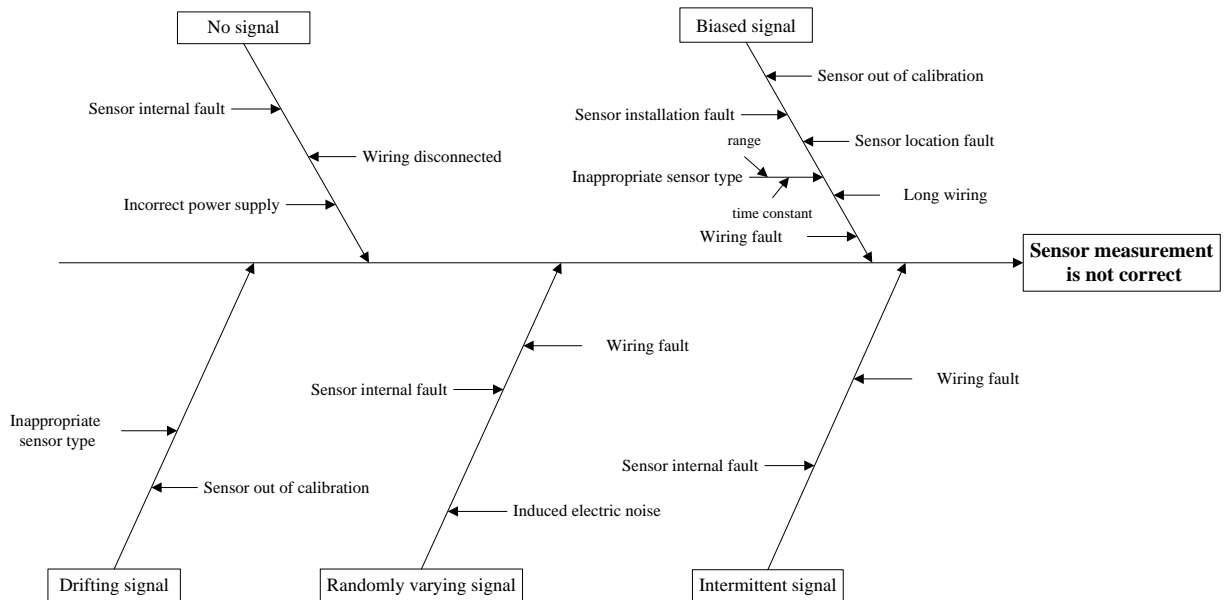 No signal
Biased signal
Sensor out of calibration
Sensor internal fault
Sensor installation fault
range
Sensor location fault
Wiring disconnected
Inappropriate sensor type
Long wiring
Incorrect power supply
time constant
Wiring fault
Sensor measurement
is not correct
Wiring fault
Wiring fault
Sensor internal fault
Inappropriate
sensor type
Sensor internal fault
Sensor out of calibration
Induced electric noise
Drifting signal
Randomly varying signal
Intermittent signal